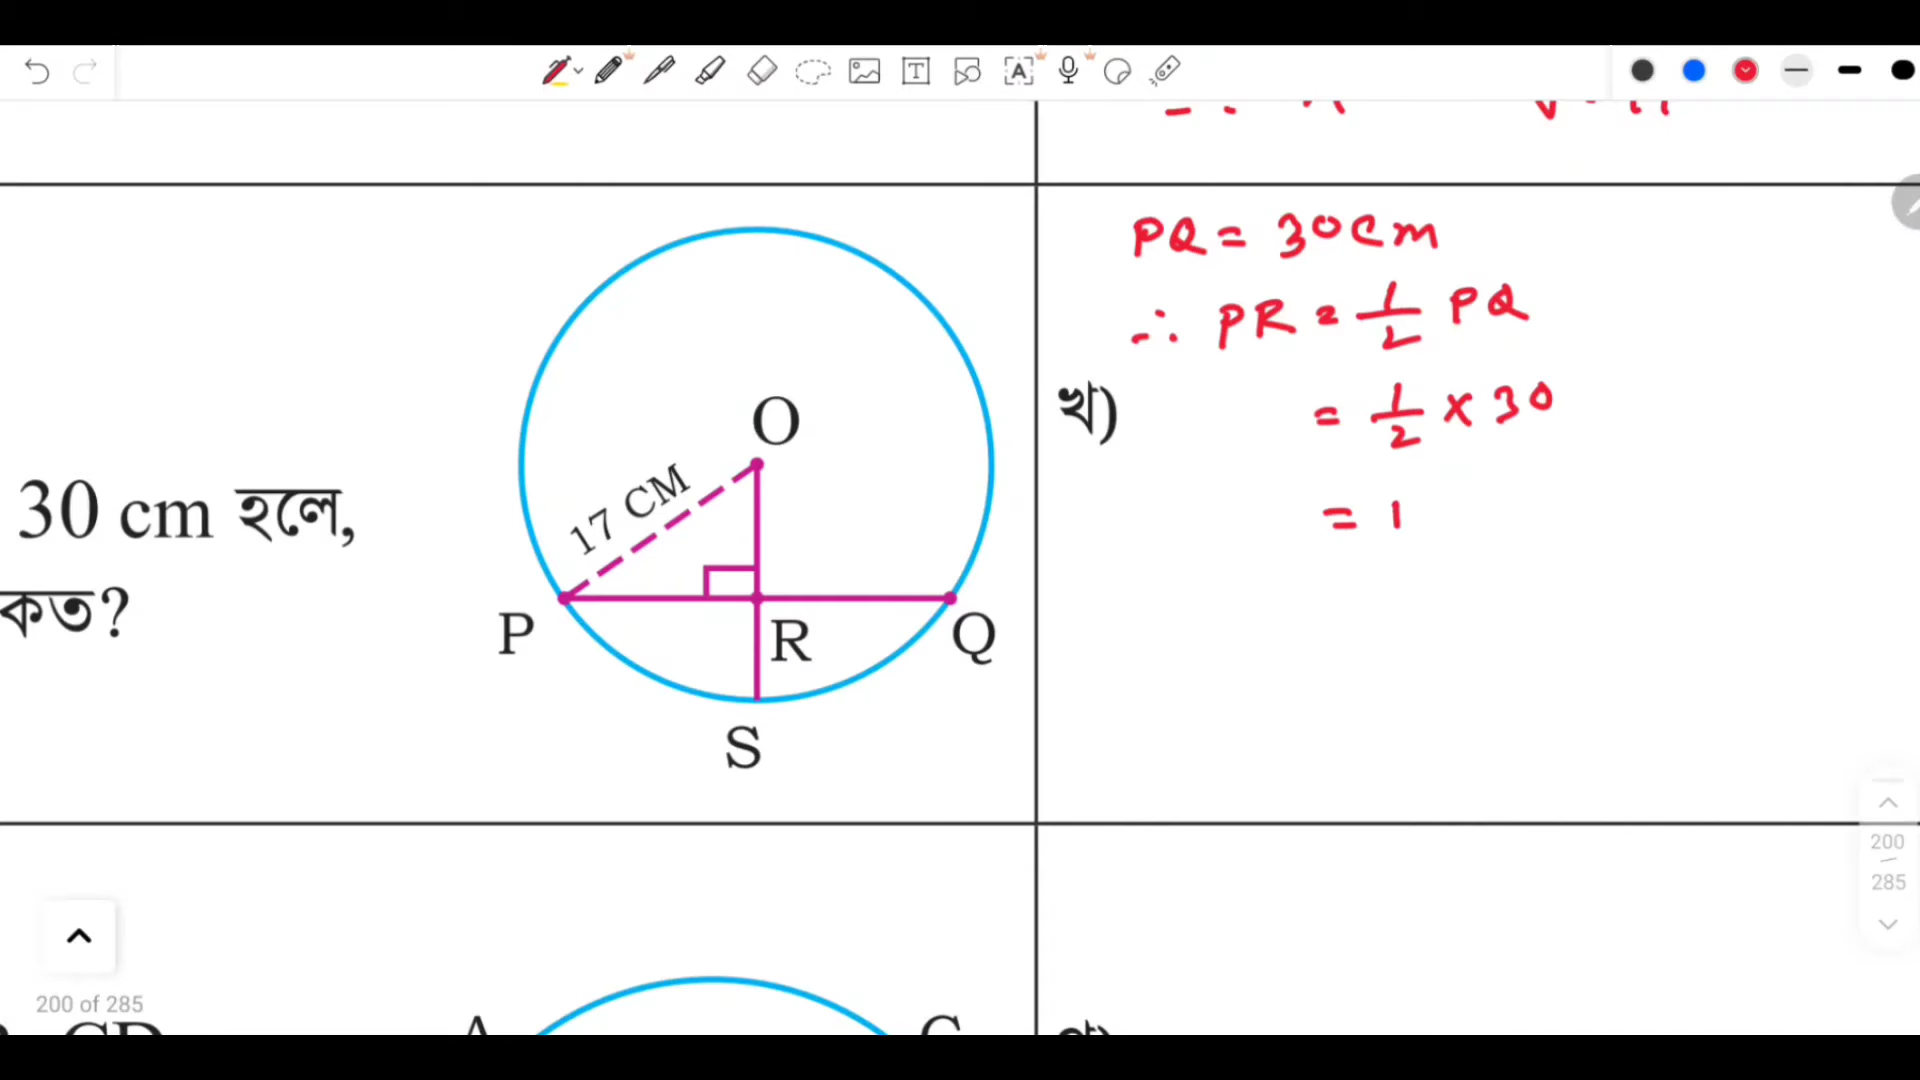 PQ = 30cm
∴ PR = 1/2 PQ
= 1/2 × 30
= 1
খ)
30 cm হলে,
কত?
O
17 CM
P
R
Q
S
200
285
200 of 285